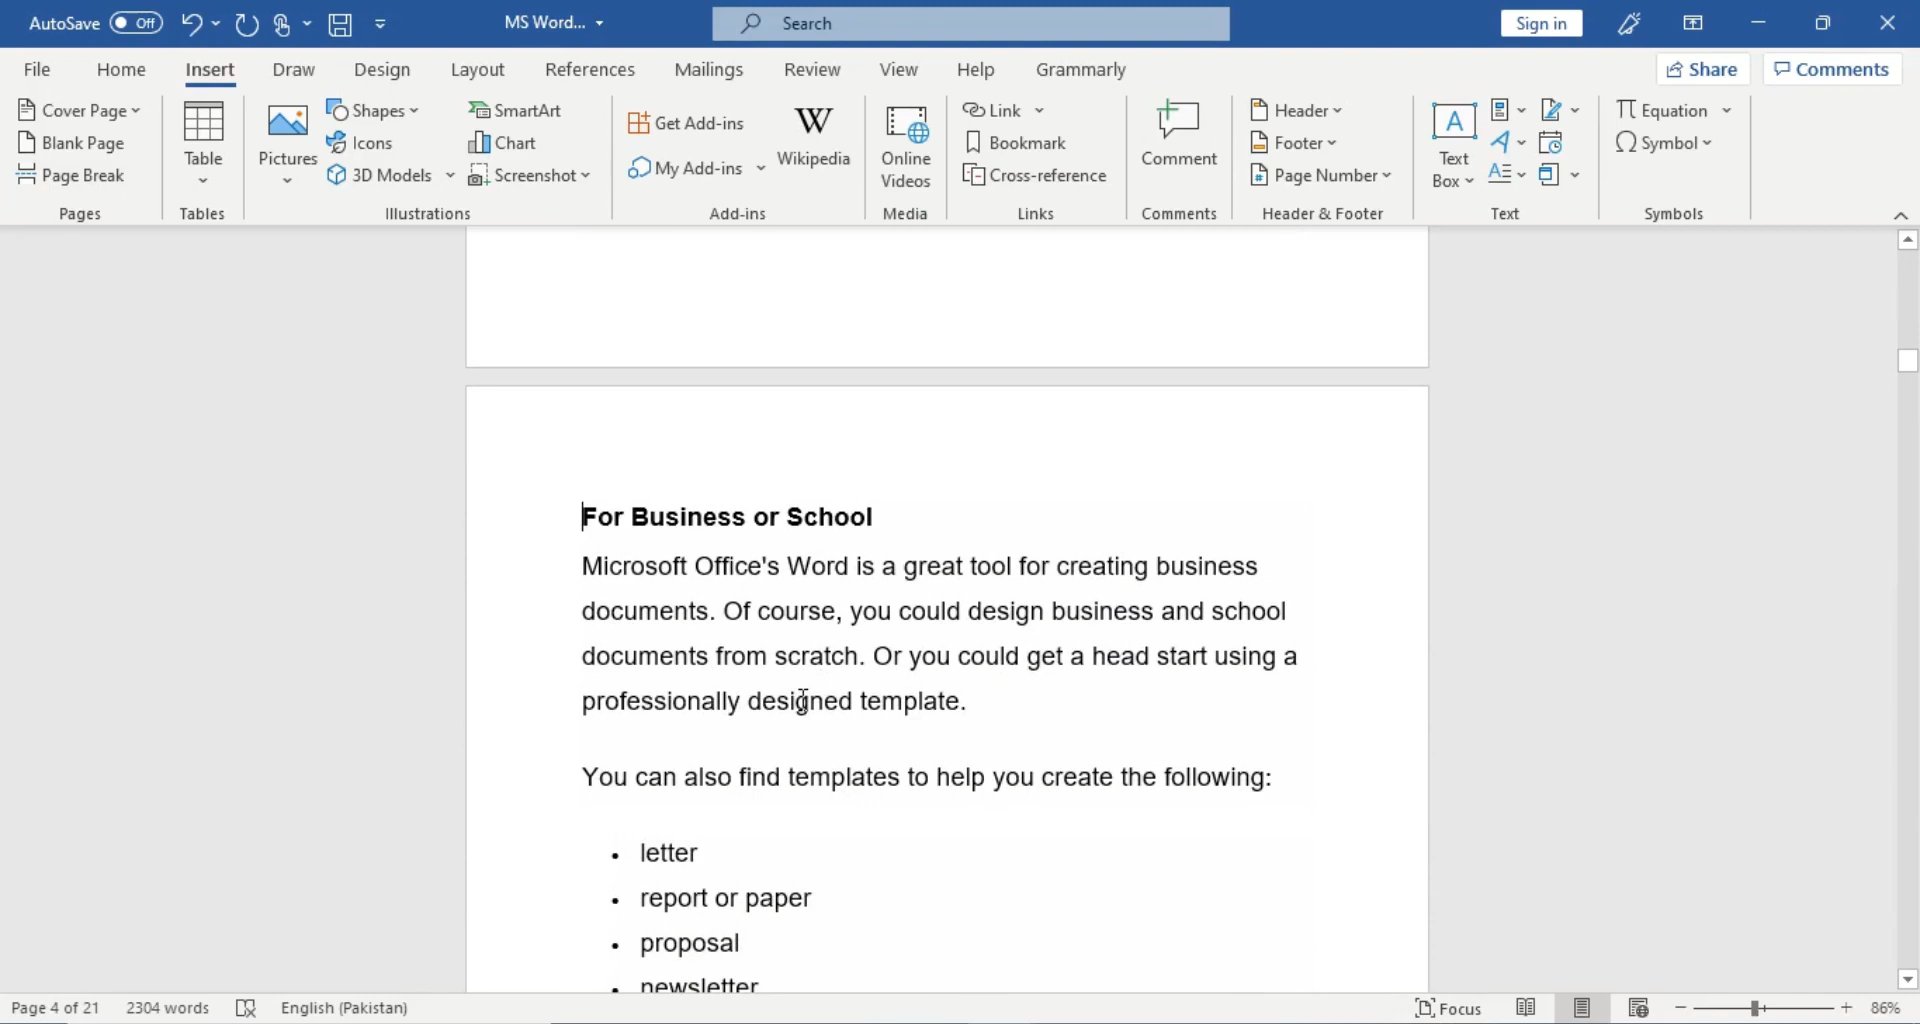 AutoSave Off MS Word... Search Sign in
File Home Insert Draw Design Layout References Mailings Review View Help Grammarly Share Comments
Cover Page
Blank Page
Page Break
Pages
Table
Tables
Pictures
Shapes
Icons
3D Models
SmartArt
Chart
Screenshot
Illustrations
Get Add-ins
My Add-ins
W
Wikipedia
Add-ins
Online
Videos
Media
Link
Bookmark
Cross-reference
Links
Comment
Comments
Header
Footer
Page Number
Header & Footer
A
Text
Box
A
A
Text
π Equation
Ω Symbol
Symbols
For Business or School
Microsoft Office's Word is a great tool for creating business
documents. Of course, you could design business and school
documents from scratch. Or you could get a head start using a
professionally designed template.
You can also find templates to help you create the following:
• letter
• report or paper
• proposal
• newsletter
Page 4 of 21 2304 words English (Pakistan) Focus 86%